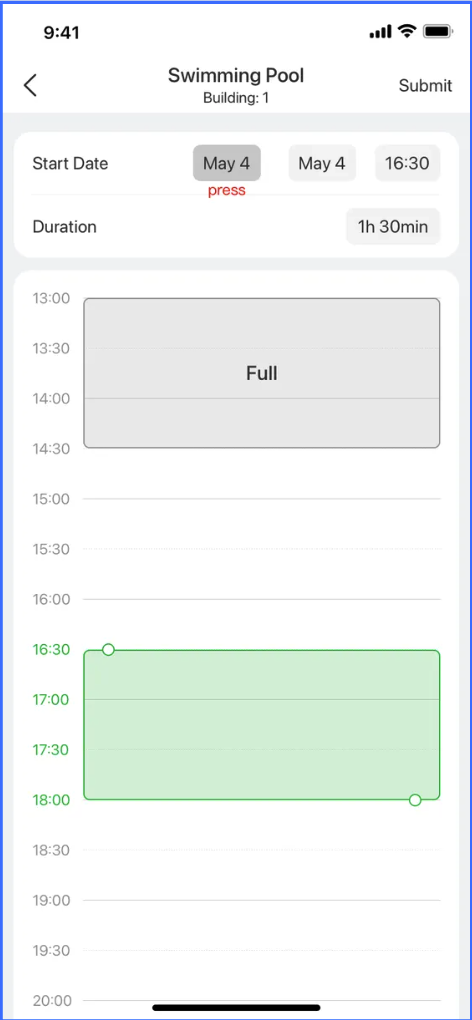 9:41
Swimming Pool
Building: 1
Submit
Start Date May 4 May 4 16:30
press
Duration 1h 30min
13:00
13:30
Full
14:00
14:30
15:00
15:30
16:00
16:30
17:00
17:30
18:00
18:30
19:00
19:30
20:00